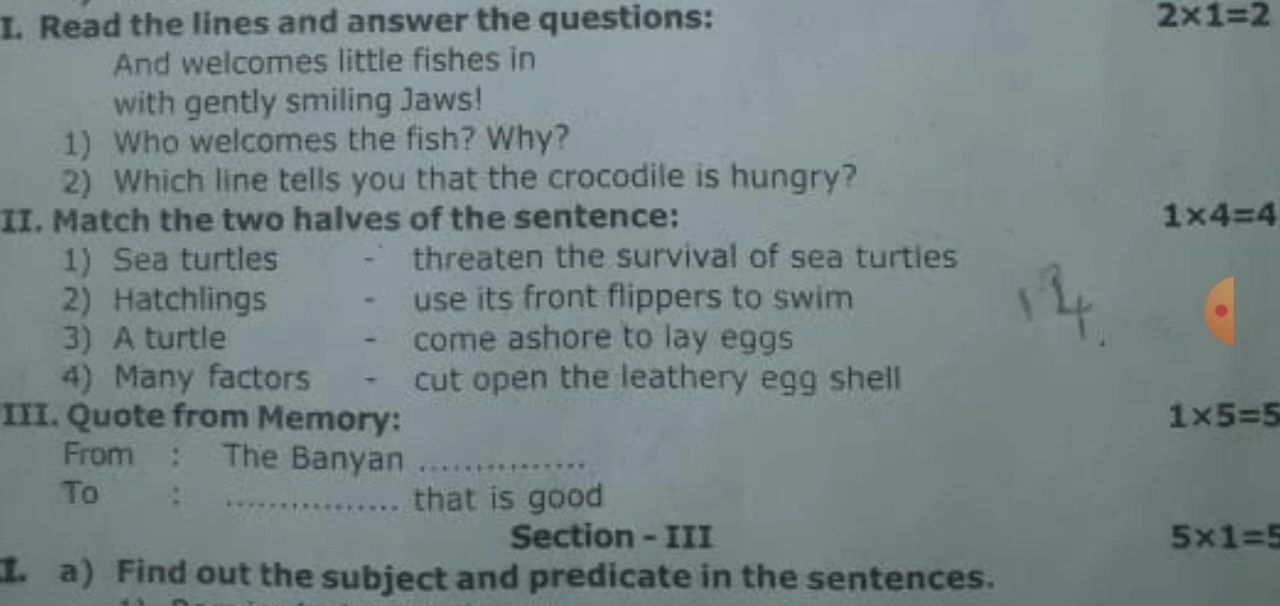 I. Read the lines and answer the questions: 2×1=2
And welcomes little fishes in
with gently smiling Jaws!
1) Who welcomes the fish? Why?
2) Which line tells you that the crocodile is hungry?
II. Match the two halves of the sentence: 1×4=4
1) Sea turtles - threaten the survival of sea turtles
2) Hatchlings - use its front flippers to swim
3) A turtle - come ashore to lay eggs
4) Many factors - cut open the leathery egg shell
III. Quote from Memory: 1×5=5
From : The Banyan ...............
To : ................ that is good
Section - III 5×1=5
I. a) Find out the subject and predicate in the sentences.